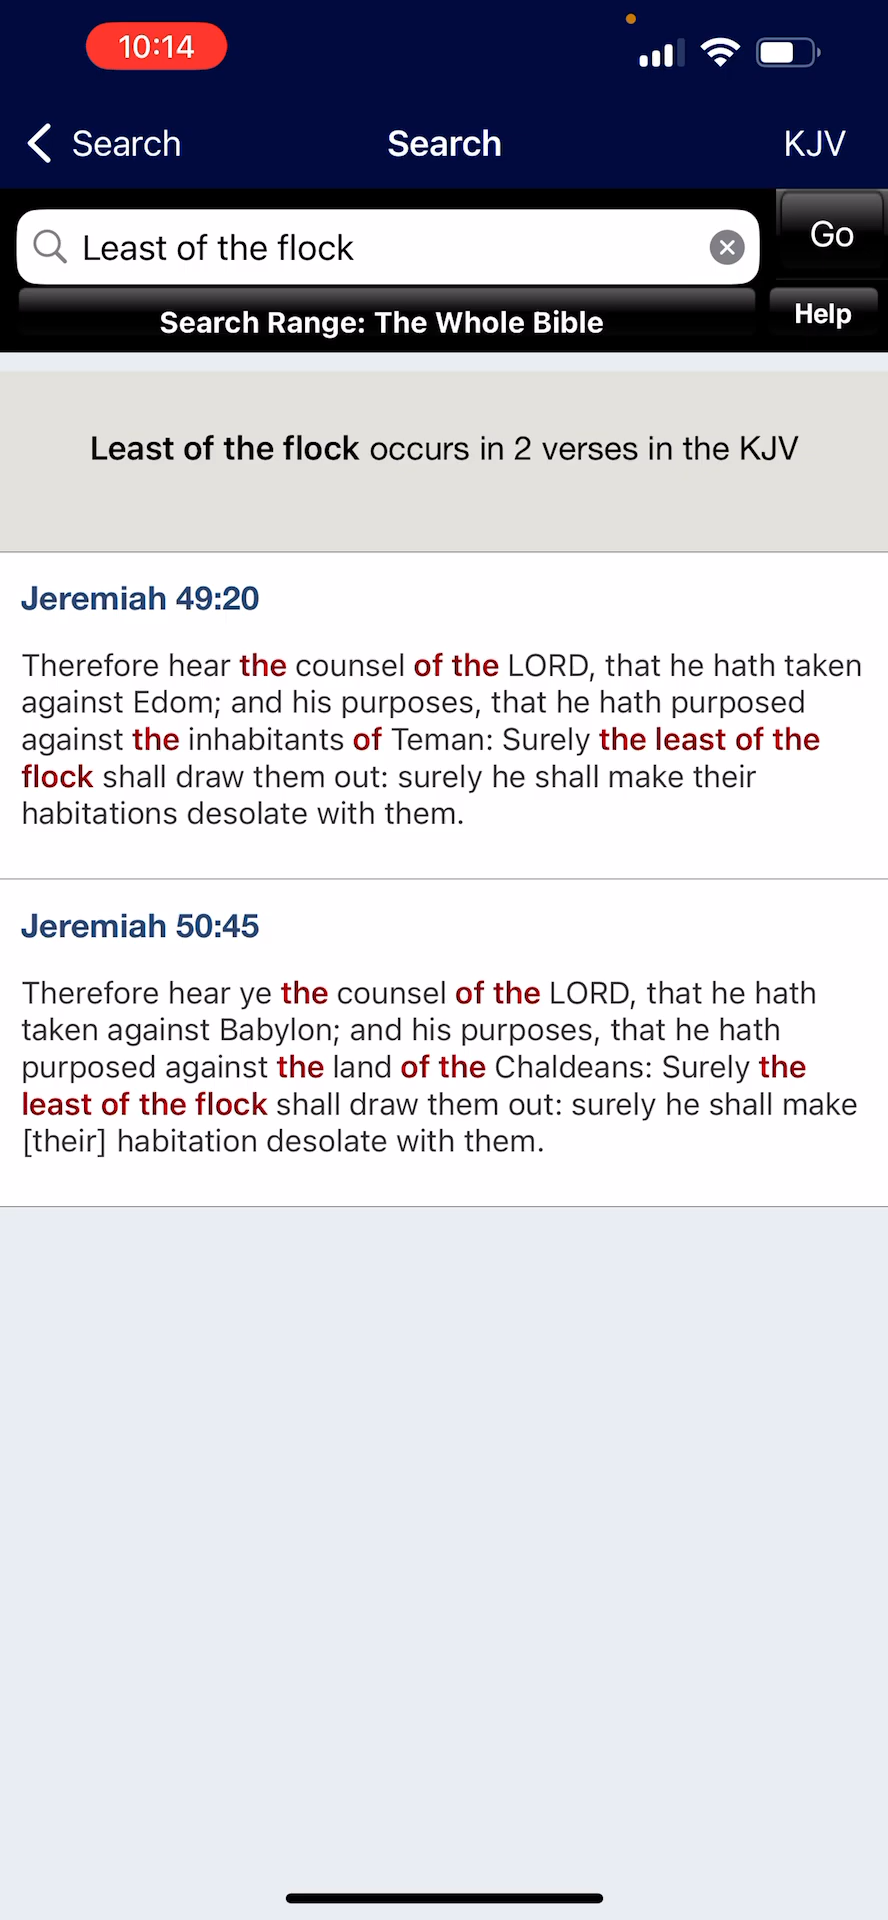 10:14
Search
Search
KJV
Least of the flock
Go
Search Range: The Whole Bible
Help
Least of the flock occurs in 2 verses in the KJV
Jeremiah 49:20
Therefore hear the counsel of the LORD, that he hath taken
against Edom; and his purposes, that he hath purposed
against the inhabitants of Teman: Surely the least of the
flock shall draw them out: surely he shall make their
habitations desolate with them.
Jeremiah 50:45
Therefore hear ye the counsel of the LORD, that he hath
taken against Babylon; and his purposes, that he hath
purposed against the land of the Chaldeans: Surely the
least of the flock shall draw them out: surely he shall make
[their] habitation desolate with them.